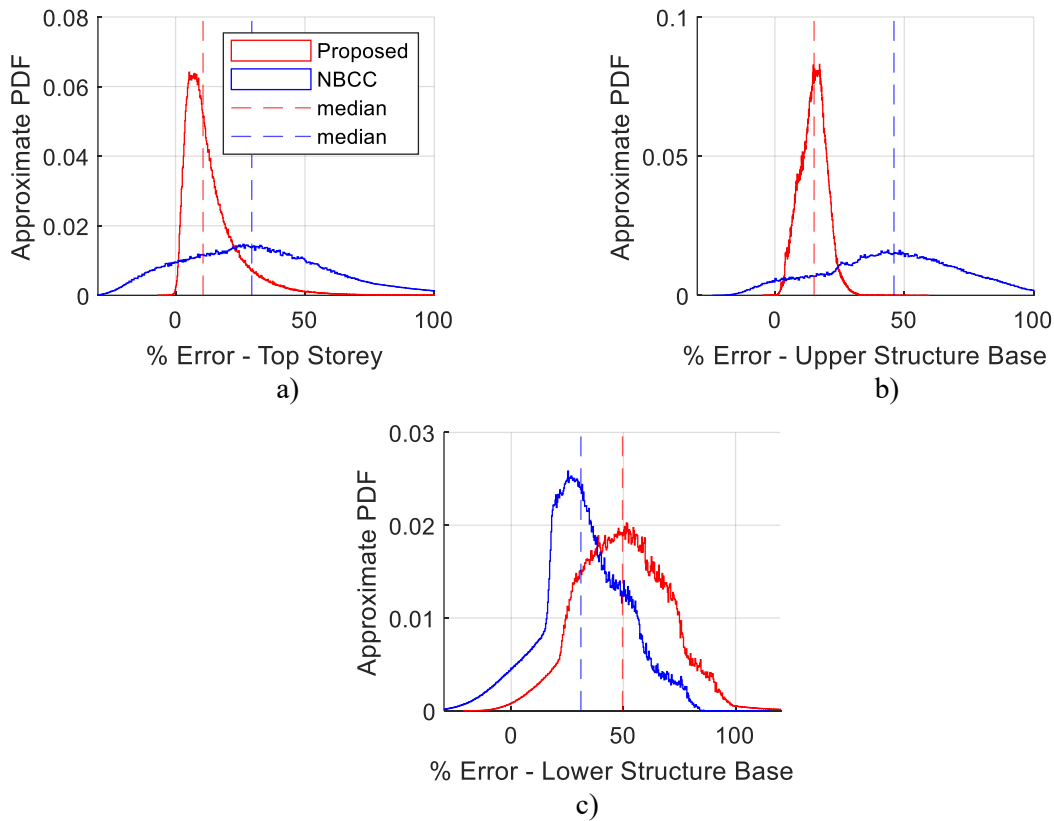 0.08
0.06
0.04
0.02
0
Approximate PDF
Proposed
NBCC
median
median
0
50
100
% Error - Top Storey
a)
0.1
0.05
0
Approximate PDF
0
50
100
% Error - Upper Structure Base
b)
0.03
0.02
0.01
0
Approximate PDF
0
50
100
% Error - Lower Structure Base
c)